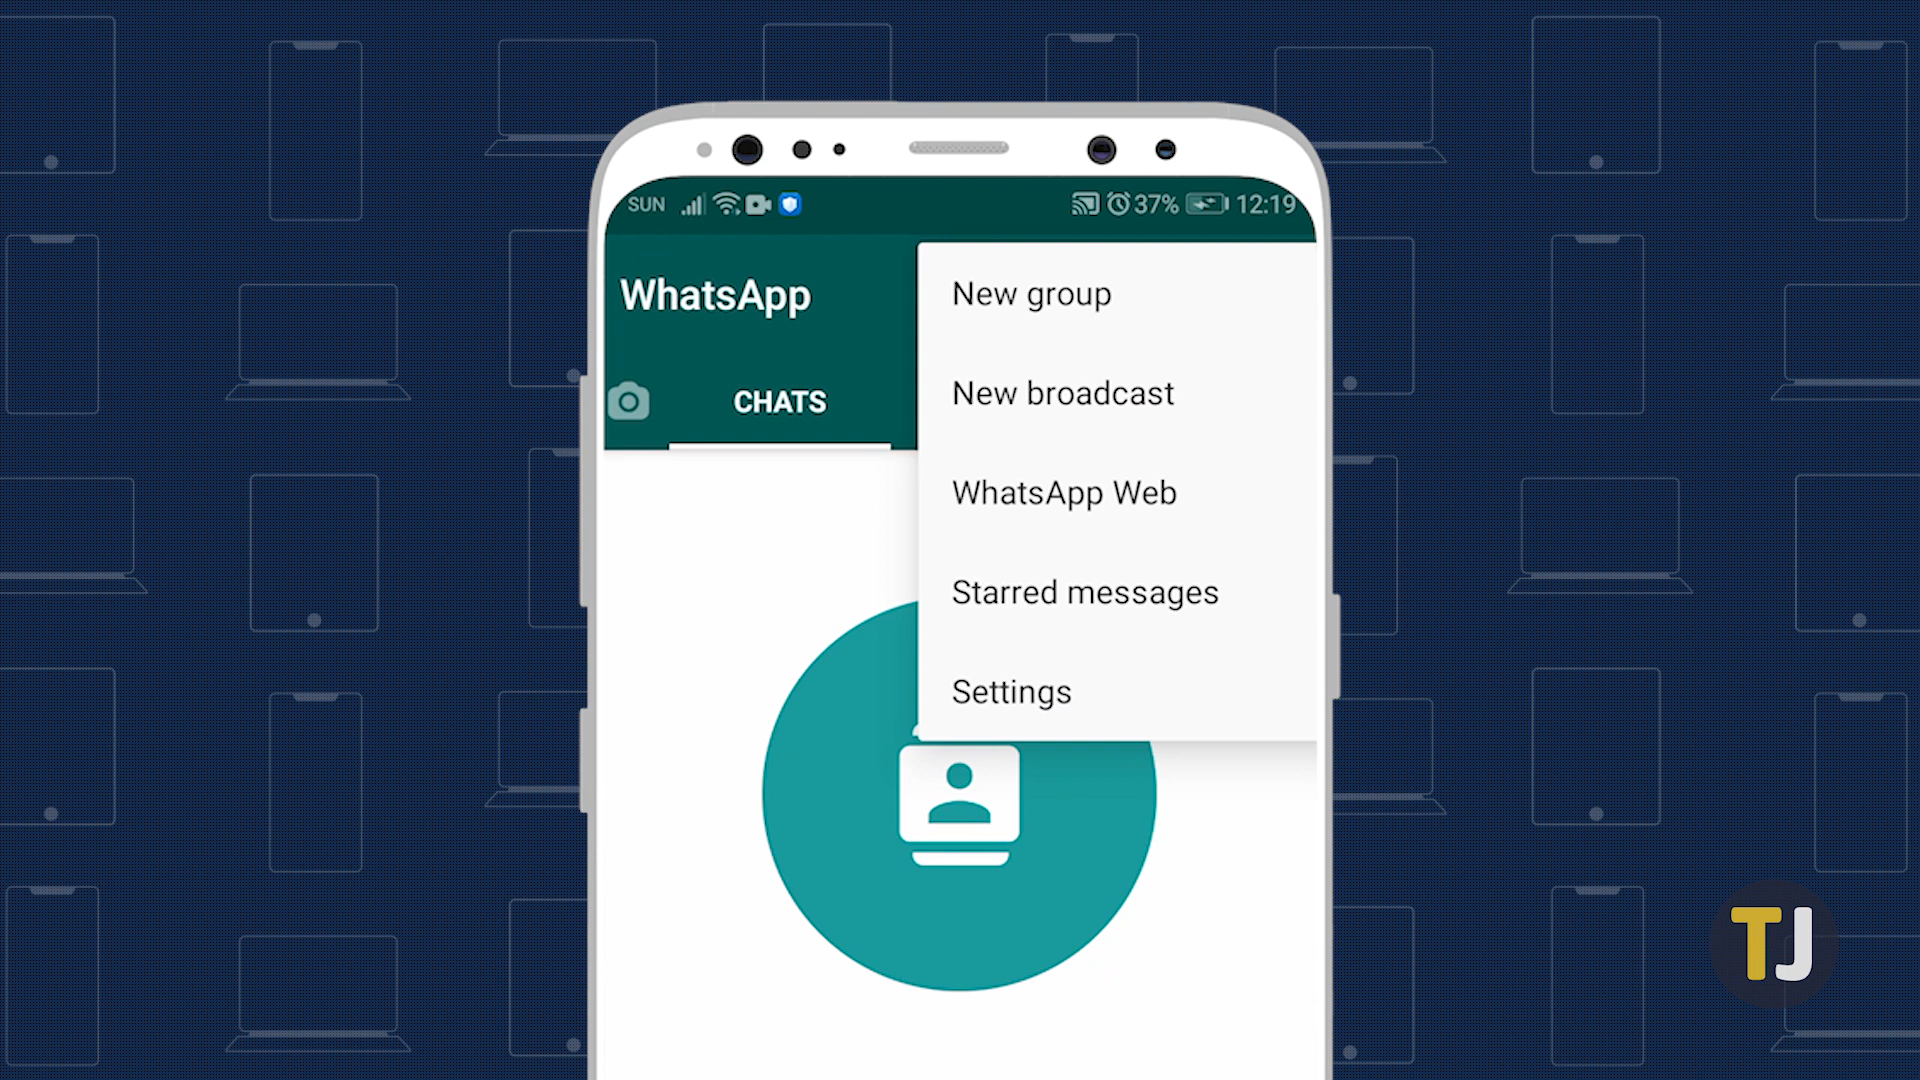 SUN 37% 12:19
WhatsApp
CHATS
New group
New broadcast
WhatsApp Web
Starred messages
Settings
TJ